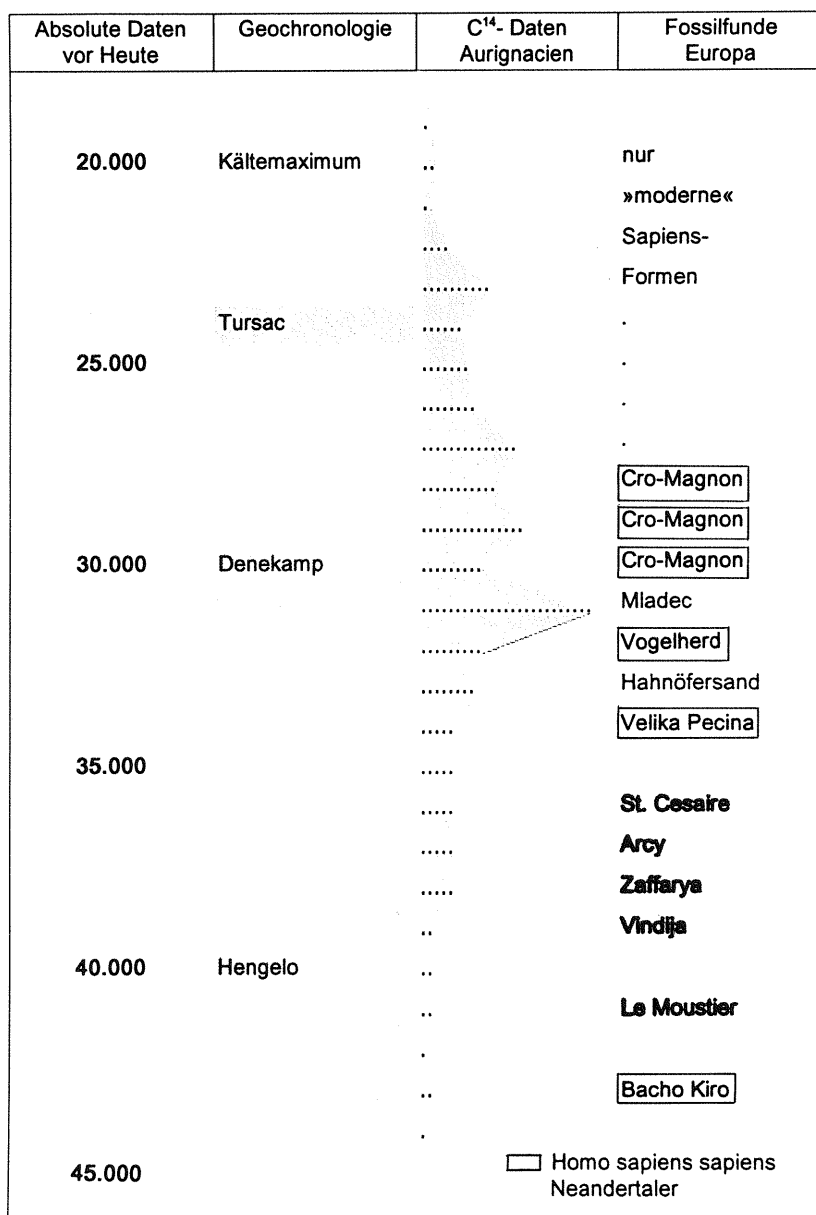 Absolute Daten
vor Heute
Geochronologie
C¹⁴- Daten
Aurignacien
Fossilfunde
Europa
20.000 Kältemaximum nur
»moderne«
Sapiens-
Formen
Tursac
25.000
Cro-Magnon
Cro-Magnon
30.000 Denekamp Cro-Magnon
Mladec
Vogelherd
Hahnöfersand
Velika Pecina
35.000
St. Cesaire
Arcy
Zaffarya
Vindija
40.000 Hengelo
Le Moustier
Bacho Kiro
45.000
Homo sapiens sapiens
Neandertaler